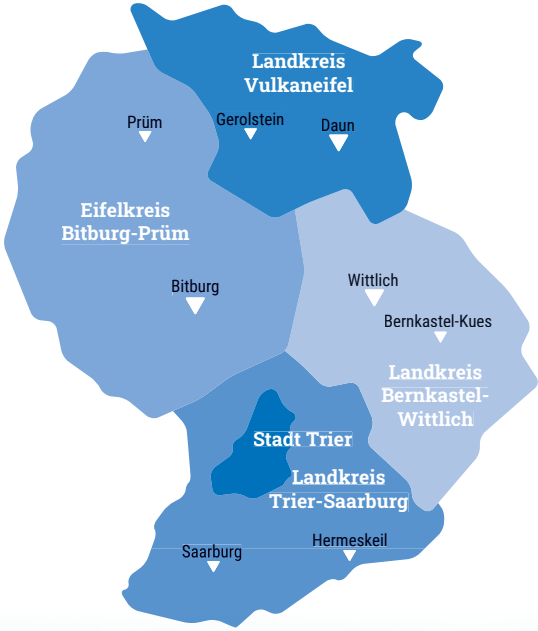 Landkreis
Vulkaneifel
Prüm
Gerolstein
Daun
Eifelkreis
Bitburg-Prüm
Bitburg
Wittlich
Bernkastel-Kues
Landkreis
Bernkastel-
Wittlich
Stadt Trier
Landkreis
Trier-Saarburg
Saarburg
Hermeskeil